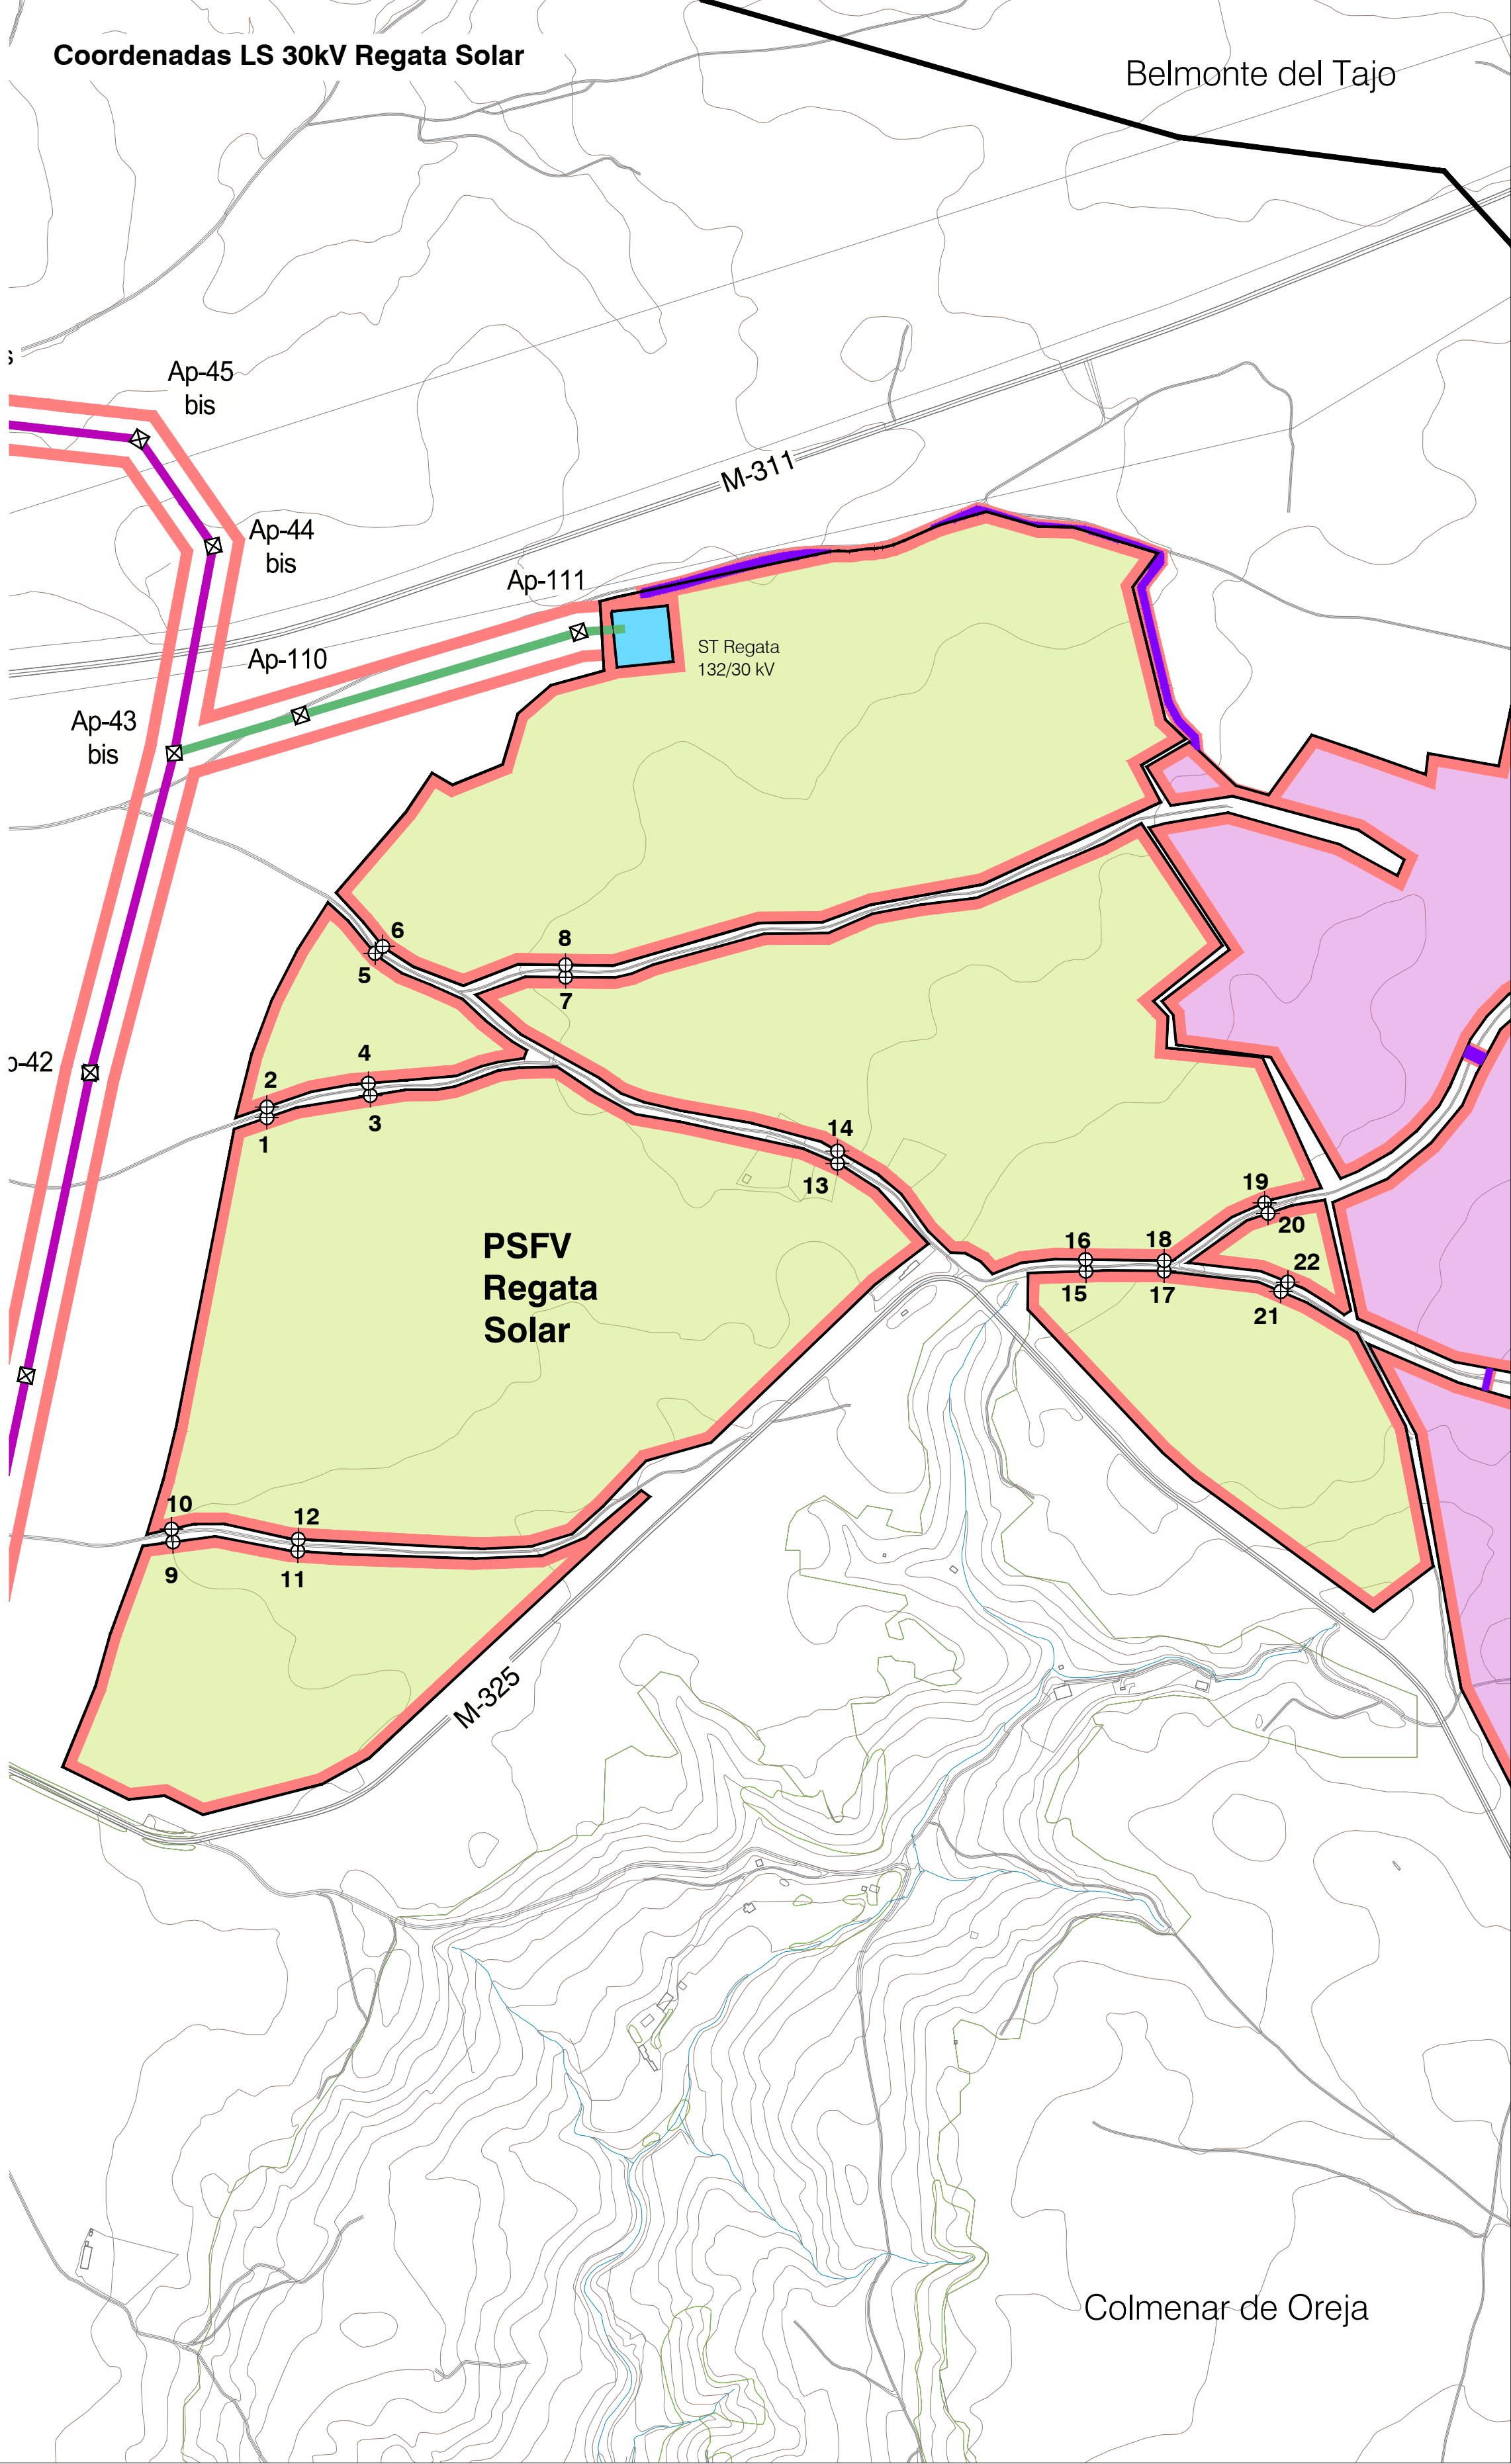 Coordenadas LS 30kV Regata Solar
Belmonte del Tajo
Ap-45
bis
M-311
Ap-44
bis
Ap-111
ST Regata
132/30 kV
Ap-110
Ap-43
bis
6
5
8
7
4
2
3
1
14
13
19
20
16
18
22
15
17
21
PSFV
Regata
Solar
10
12
9
11
M-325
Colmenar de Oreja